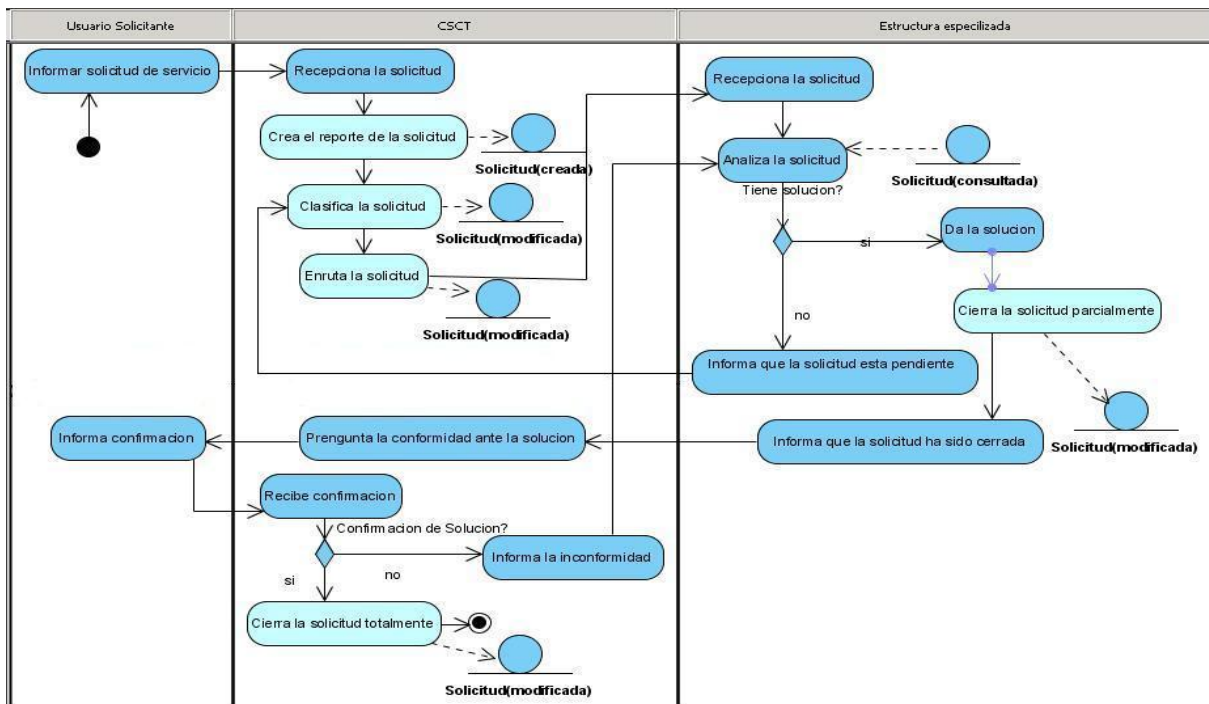 Usuario Solicitante
CSCT
Estructura especilizada
Informar solicitud de servicio
Recepciona la solicitud
Recepciona la solicitud
Crea el reporte de la solicitud
Solicitud(creada)
Analiza la solicitud
Solicitud(consultada)
Tiene solucion?
Clasifica la solicitud
Solicitud(modificada)
si
Da la solucion
Enruta la solicitud
Solicitud(modificada)
no
Cierra la solicitud parcialmente
Informa que la solicitud esta pendiente
Solicitud(modificada)
Informa confirmacion
Prengunta la conformidad ante la solucion
Informa que la solicitud ha sido cerrada
Recibe confirmacion
Confirmacion de Solucion?
Informa la inconformidad
si
no
Cierra la solicitud totalmente
Solicitud(modificada)